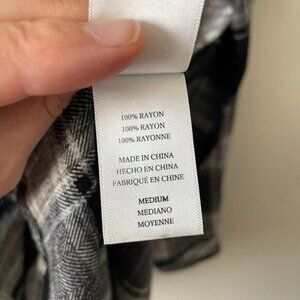 100% RAYON
100% RAYON
100% RAYONNE
MADE IN CHINA
HECHO EN CHINA
FABRIQUÉ EN CHINE
MEDIUM
MEDIANO
MOYENNE